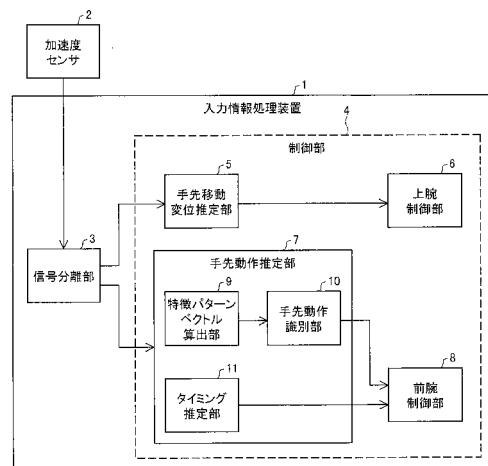 2
加速度
センサ
1
入力情報処理装置
4
制御部
5
手先移動
変位推定部
6
上腕
制御部
3
信号分離部
7
手先動作推定部
9
特徴パターン
ベクトル
算出部
10
手先動作
識別部
11
タイミング
推定部
8
前腕
制御部